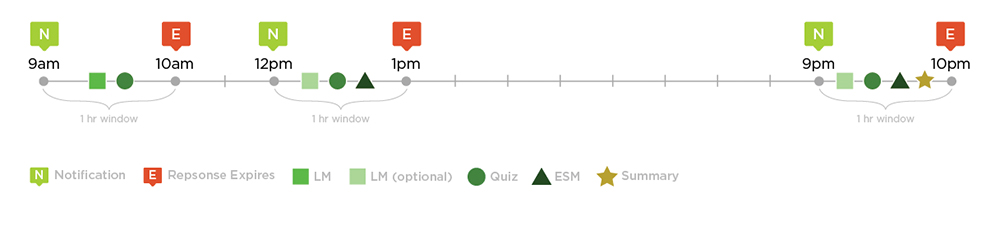 N E N E N E
9am 10am 12pm 1pm 9pm 10pm
1 hr window 1 hr window 1 hr window
N Notification E Repsonse Expires LM LM (optional) Quiz ESM Summary